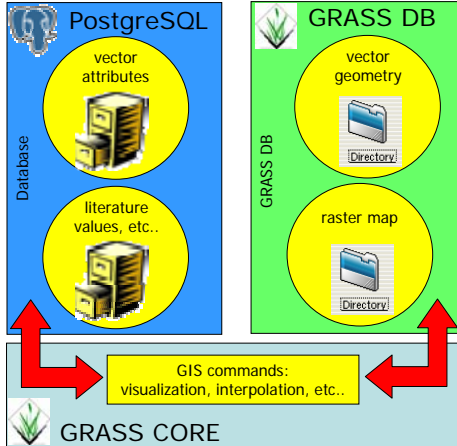 PostgreSQL
vector
attributes
Database
literature
values, etc..
GRASS DB
vector
geometry
Directory
GRASS DB
raster map
Directory
GIS commands:
visualization, interpolation, etc..
GRASS CORE